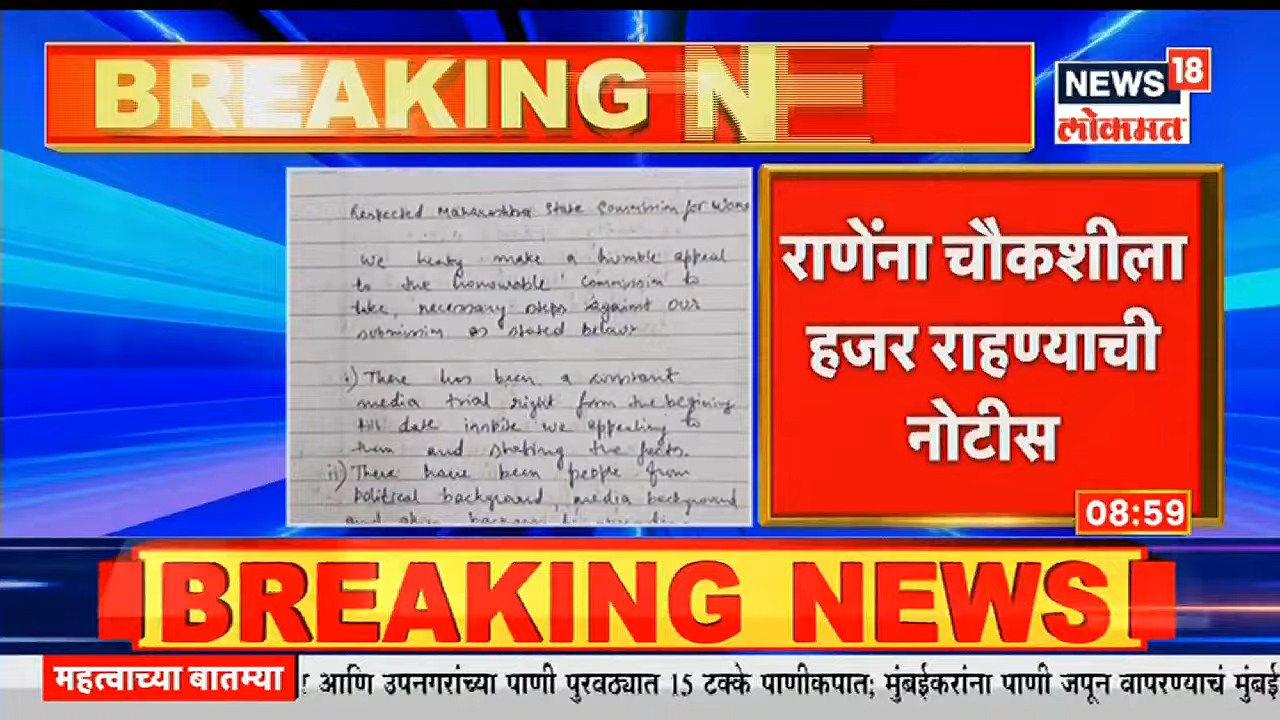 BREAKING NE
NEWS 18
लोकमत
Respected Maharashtra State Commission for Wome
We hereby make a humble appeal
to the honourable Commission to
take, necessary steps against our
submission as stated below
i) There has been a constant
media trial right from the begining
till date inspite we appealing to
them and stating the facts.
ii) There have been people from
political background, media background
राणेंना चौकशीला
हजर राहण्याची
नोटीस
08:59
BREAKING NEWS
महत्वाच्या बातम्या
आणि उपनगरांच्या पाणी पुरवठ्यात 15 टक्के पाणीकपात; मुंबईकरांना पाणी जपून वापरण्याचं मुंबई